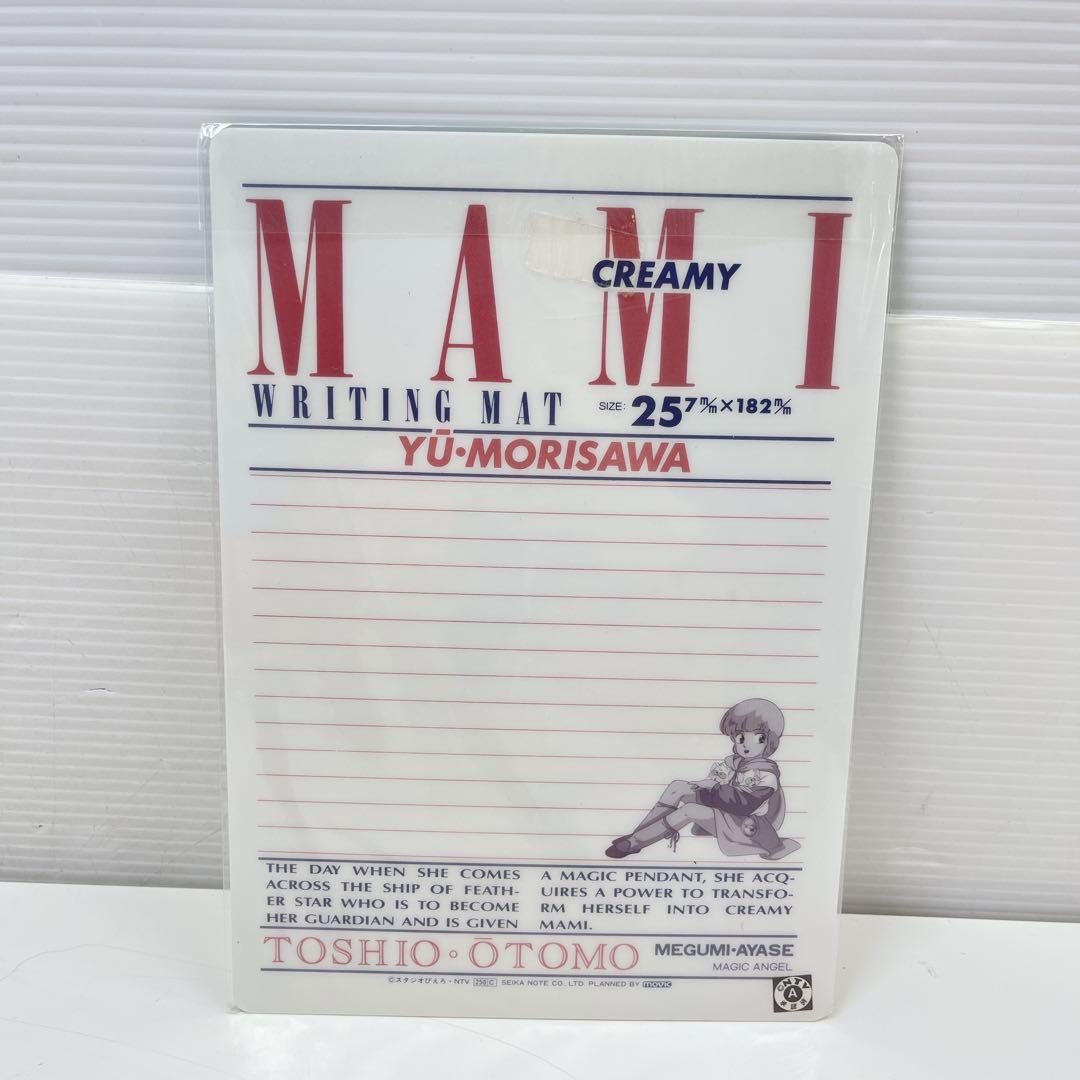 MAMI
CREAMY
WRITING MAT SIZE: 257m/m×182m/m
YŪ•MORISAWA
THE DAY WHEN SHE COMES
ACROSS THE SHIP OF FEATH-
ER STAR WHO IS TO BECOME
HER GUARDIAN AND IS GIVEN
A MAGIC PENDANT, SHE ACQ-
UIRES A POWER TO TRANSFO-
RM HERSELF INTO CREAMY
MAMI.
TOSHIO•ŌTOMO
MEGUMI•AYASE
MAGIC ANGEL
©スタジオぴえろ・NTV 250 C SEIKA NOTE CO., LTD. PLANNED BY movic
NTV
A